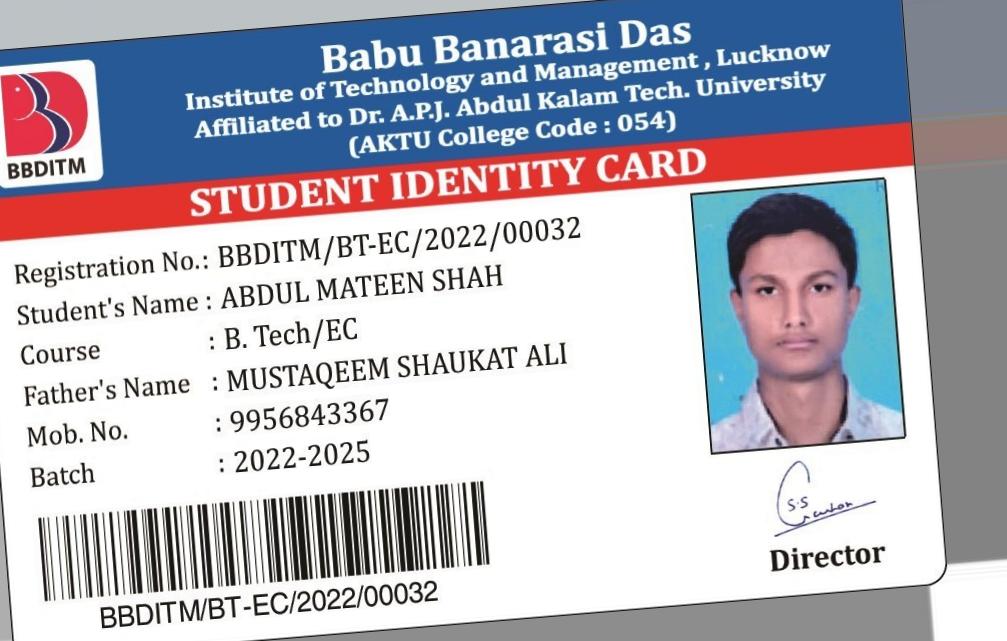 Babu Banarasi Das
Institute of Technology and Management , Lucknow
Affiliated to Dr. A.P.J. Abdul Kalam Tech. University
(AKTU College Code : 054)
BBDITM
STUDENT IDENTITY CARD
Registration No.: BBDITM/BT-EC/2022/00032
Student's Name : ABDUL MATEEN SHAH
Course : B. Tech/EC
Father's Name : MUSTAQEEM SHAUKAT ALI
Mob. No. : 9956843367
Batch : 2022-2025
BBDITM/BT-EC/2022/00032
S.S
Director